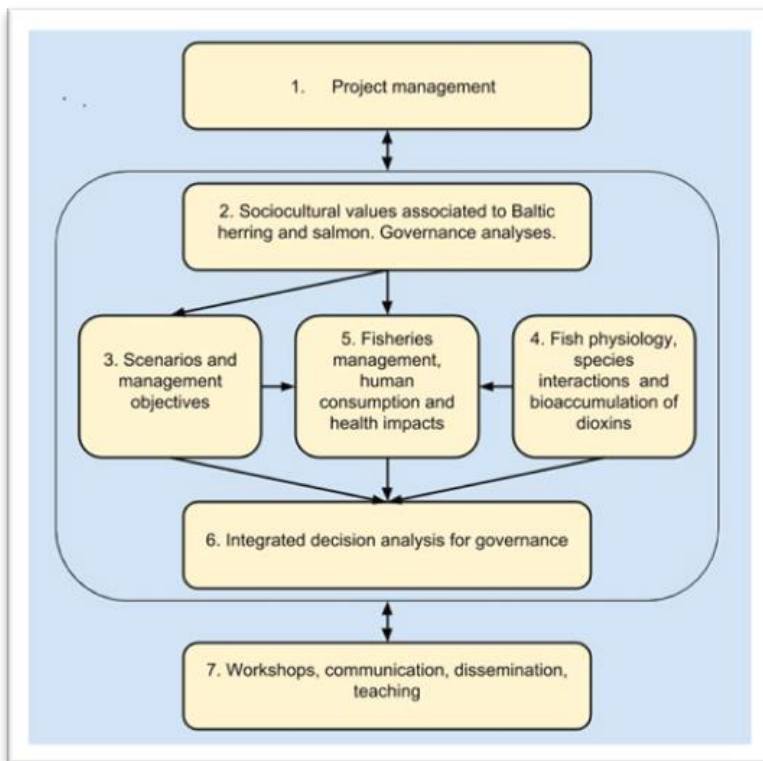 1. Project management
2. Sociocultural values associated to Baltic
herring and salmon. Governance analyses.
3. Scenarios and
management
objectives
5. Fisheries
management,
human
consumption and
health impacts
4. Fish physiology,
species
interactions and
bioaccumulation of
dioxins
6. Integrated decision analysis for governance
7. Workshops, communication, dissemination,
teaching